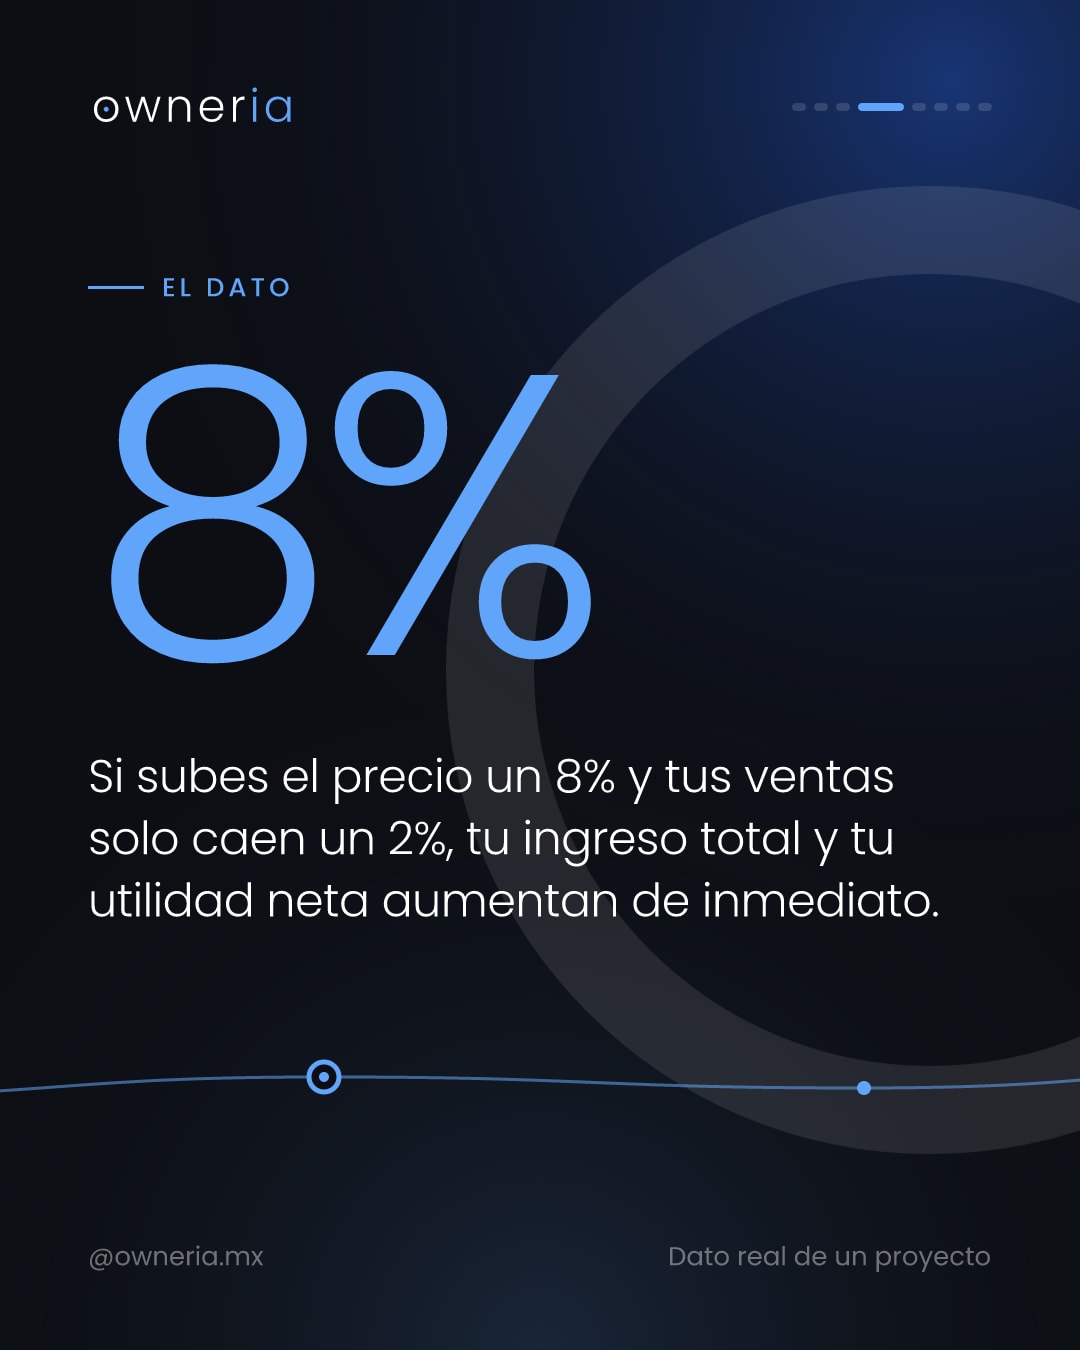 owneria
EL DATO
8%
Si subes el precio un 8% y tus ventas
solo caen un 2%, tu ingreso total y tu
utilidad neta aumentan de inmediato.
@owneria.mx
Dato real de un proyecto